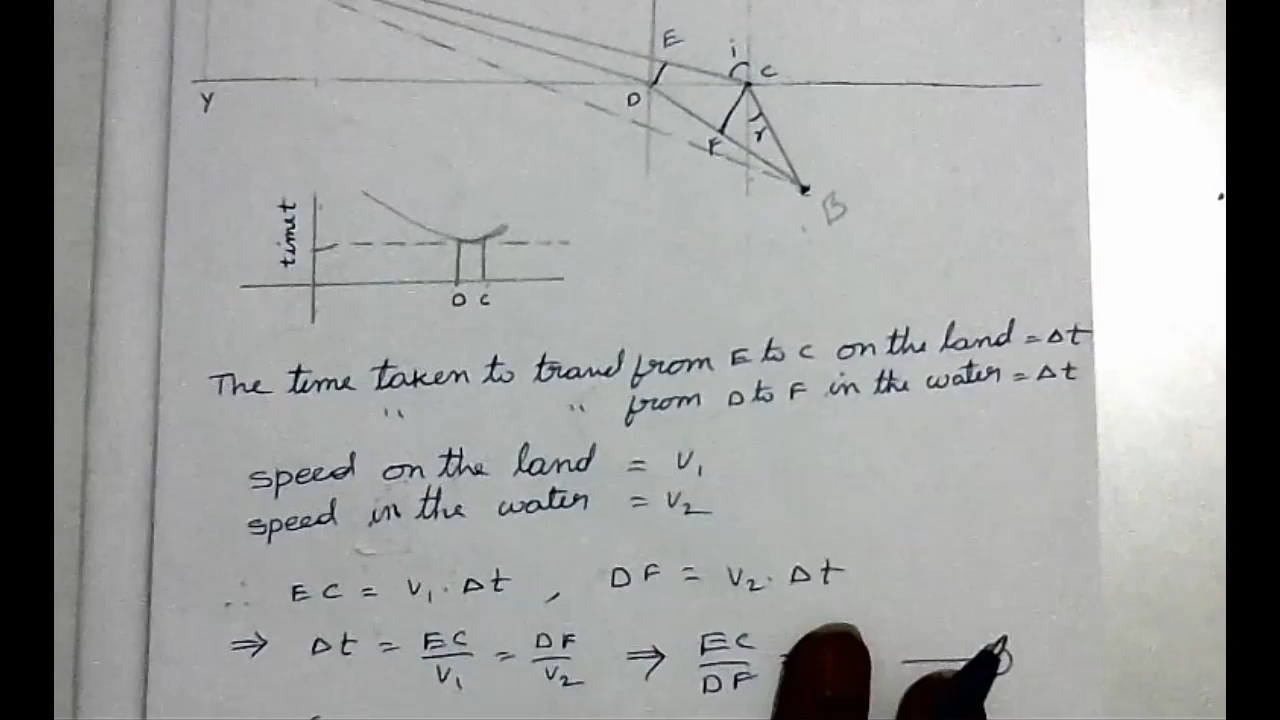 E
i
C
Y
D
F
r
B
time t
D C
The time taken to travel from E to C on the land = Δt
" " from D to F in the water = Δt
speed on the land = V₁
speed in the water = V₂
∴ EC = V₁ · Δt , DF = V₂ · Δt
⇒ Δt = EC/V₁ = DF/V₂ ⇒ EC/DF